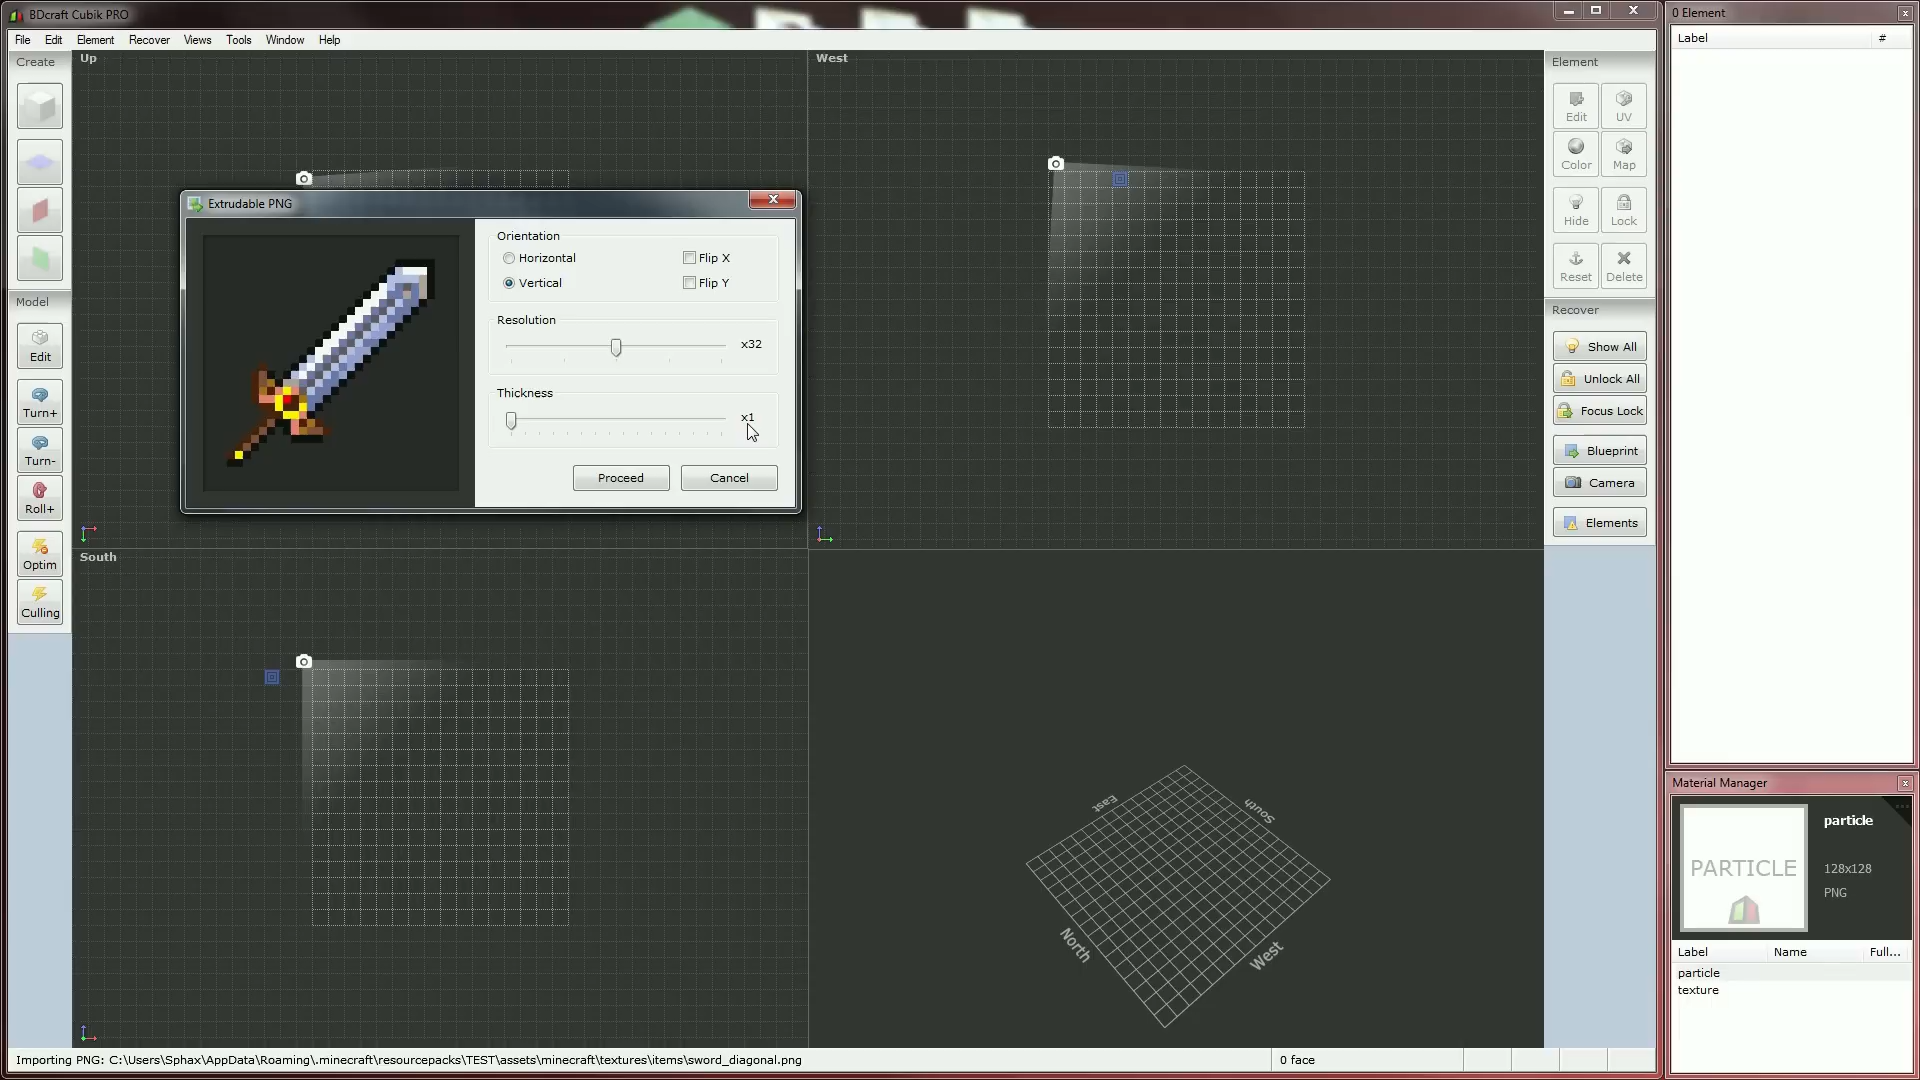 BDcraft Cubik PRO
File Edit Element Recover Views Tools Window Help
Create
Model
Edit
Turn+
Turn-
Roll+
Optim
Culling
Up
West
South
Extrudable PNG
Orientation
Horizontal
Flip X
Vertical
Flip Y
Resolution
x32
Thickness
x1
Proceed
Cancel
East
South
North
West
Element
Edit
UV
Color
Map
Hide
Lock
Reset
Delete
Recover
Show All
Unlock All
Focus Lock
Blueprint
Camera
Elements
0 Element
Label #
Material Manager
PARTICLE
particle
128x128
PNG
Label Name Full...
particle
texture
Importing PNG: C:\Users\Sphax\AppData\Roaming\.minecraft\resourcepacks\TEST\assets\minecraft\textures\items\sword_diagonal.png
0 face